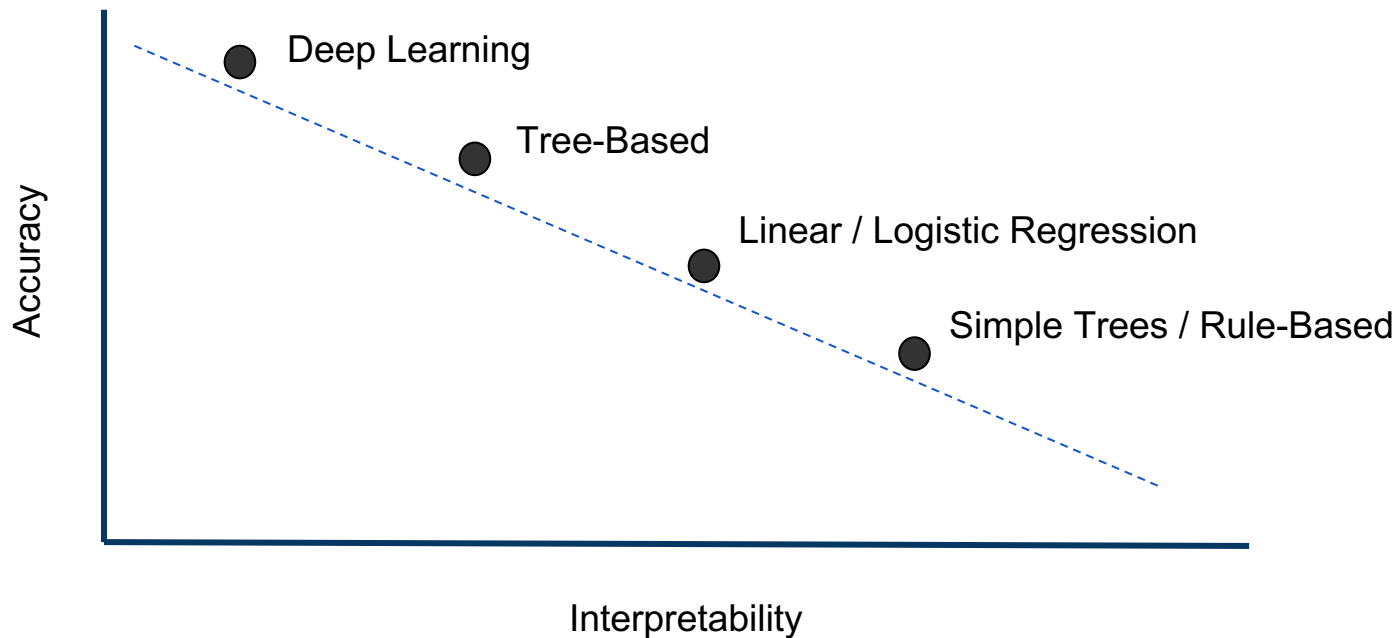 Deep Learning
Tree-Based
Linear / Logistic Regression
Simple Trees / Rule-Based
Accuracy
Interpretability